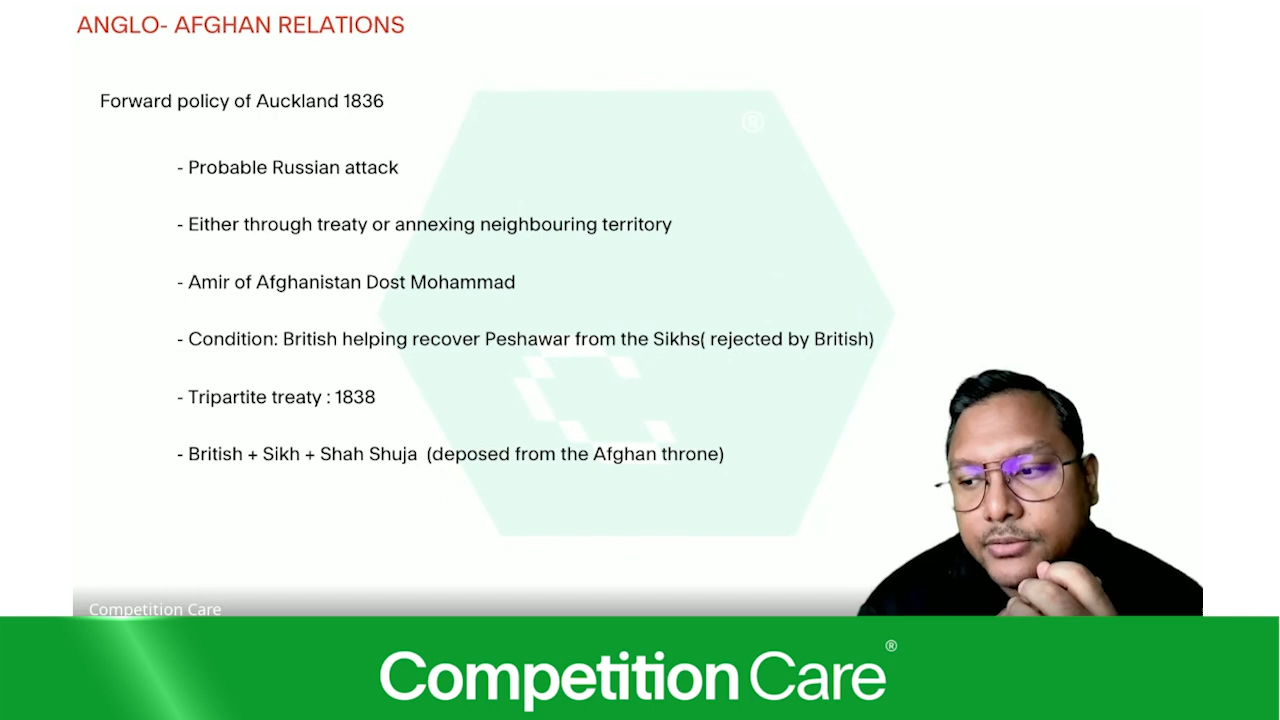 ANGLO- AFGHAN RELATIONS
Forward policy of Auckland 1836
- Probable Russian attack
- Either through treaty or annexing neighbouring territory
- Amir of Afghanistan Dost Mohammad
- Condition: British helping recover Peshawar from the Sikhs( rejected by British)
- Tripartite treaty : 1838
- British + Sikh + Shah Shuja (deposed from the Afghan throne)
Competition Care
Competition Care®